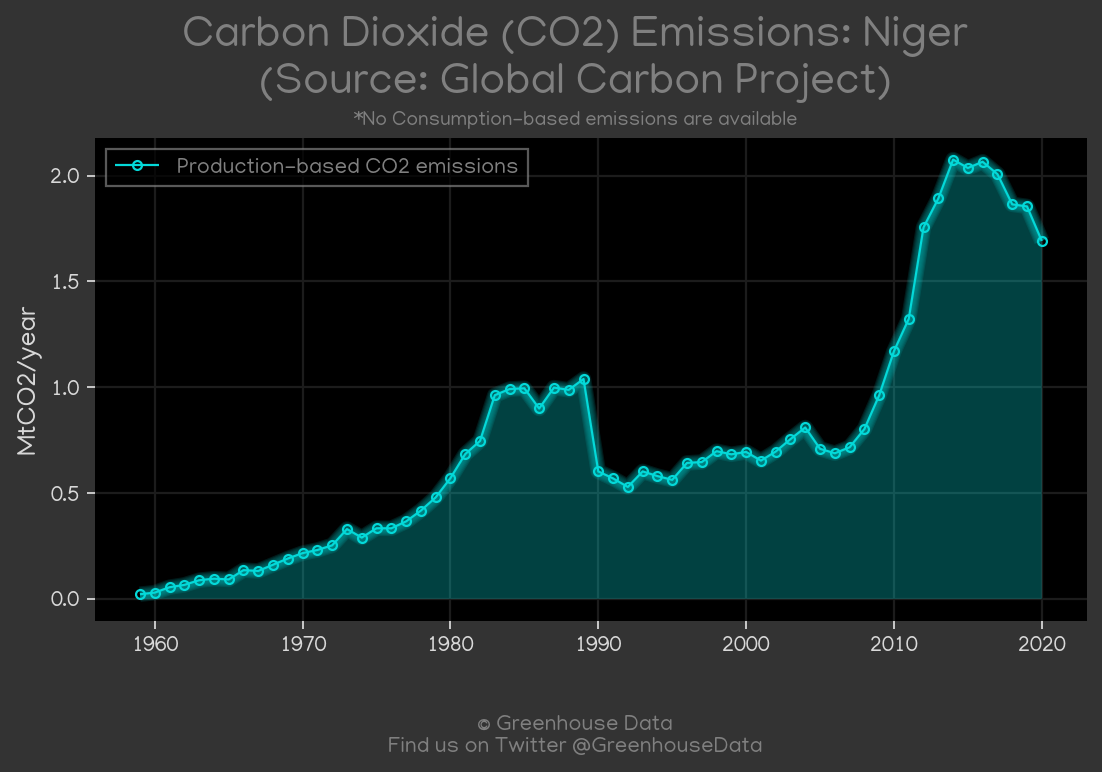 Carbon Dioxide (CO2) Emissions: Niger
(Source: Global Carbon Project)
*No Consumption-based emissions are available
Production-based CO2 emissions
2.0
1.5
1.0
0.5
0.0
MtCO2/year
1960 1970 1980 1990 2000 2010 2020
© Greenhouse Data
Find us on Twitter @GreenhouseData